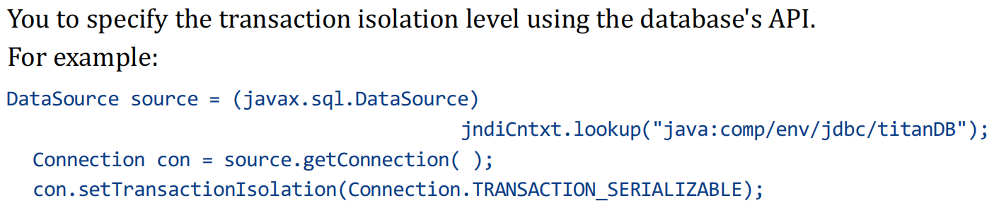 You to specify the transaction isolation level using the database's API.
For example:
DataSource source = (javax.sql.DataSource)
jndiCntxt.lookup("java:comp/env/jdbc/titanDB");
Connection con = source.getConnection( );
con.setTransactionIsolation(Connection.TRANSACTION_SERIALIZABLE);